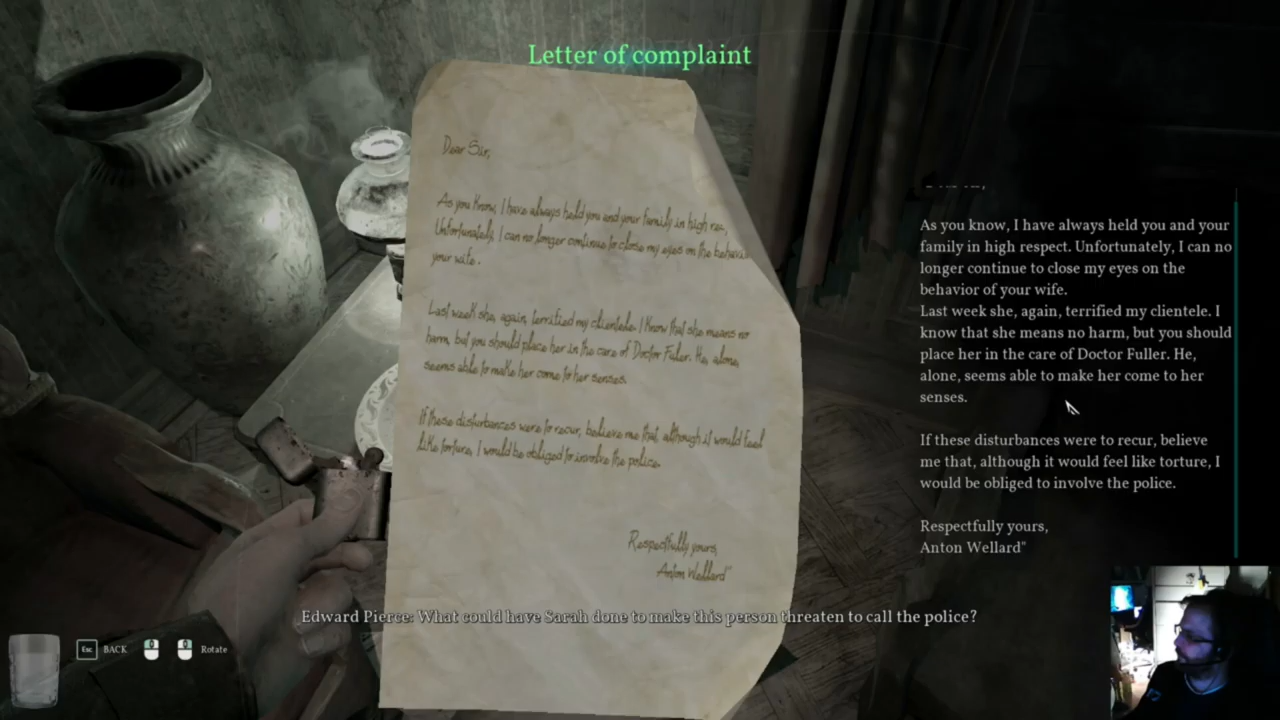 Letter of complaint
Dear Sir,
As you know, I have always held you and your family in high res
Unfortunately, I can no longer continue to close my eyes on the behavio
your wife.
Last week she, again, terrified my clientele. I know that she means no
harm, but you should place her in the care of Doctor Fuller. He, alone,
seems able to make her come to her senses.
If these disturbances were to recur, believe me that, although it would feel
like torture, I would be obliged to involve the police.
Respectfully yours,
Anton Wellard"
As you know, I have always held you and your
family in high respect. Unfortunately, I can no
longer continue to close my eyes on the
behavior of your wife.
Last week she, again, terrified my clientele. I
know that she means no harm, but you should
place her in the care of Doctor Fuller. He,
alone, seems able to make her come to her
senses.
If these disturbances were to recur, believe
me that, although it would feel like torture, I
would be obliged to involve the police.
Respectfully yours,
Anton Wellard"
Edward Pierce: What could have Sarah done to make this person threaten to call the police?
Esc BACK Rotate